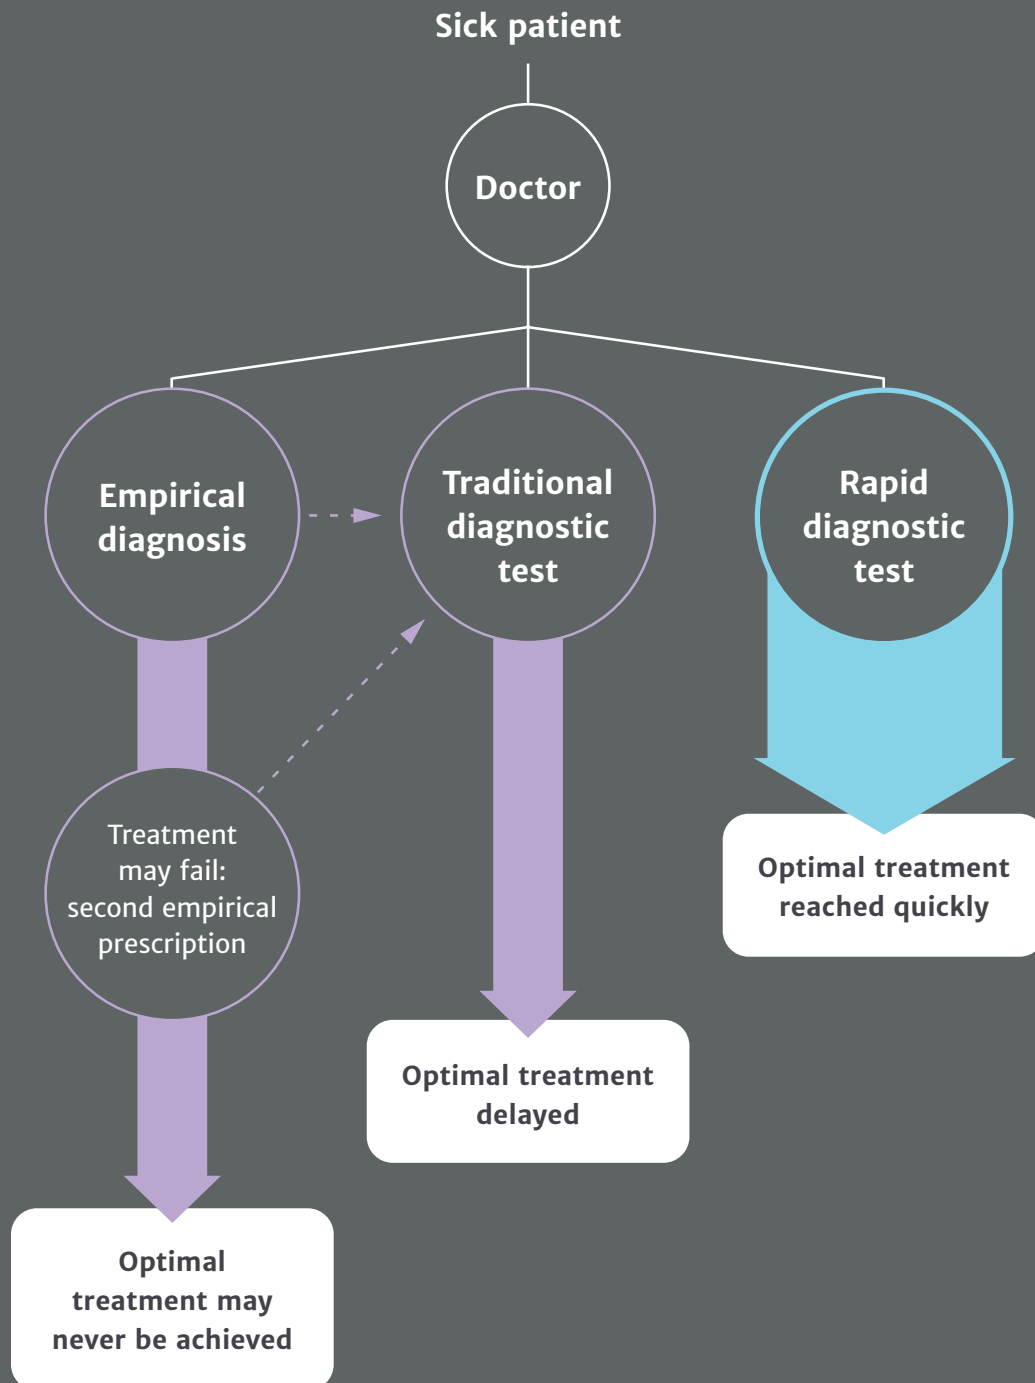 Sick patient
Doctor
Empirical
diagnosis
Traditional
diagnostic
test
Rapid
diagnostic
test
Treatment
may fail:
second empirical
prescription
Optimal treatment
reached quickly
Optimal treatment
delayed
Optimal
treatment may
never be achieved